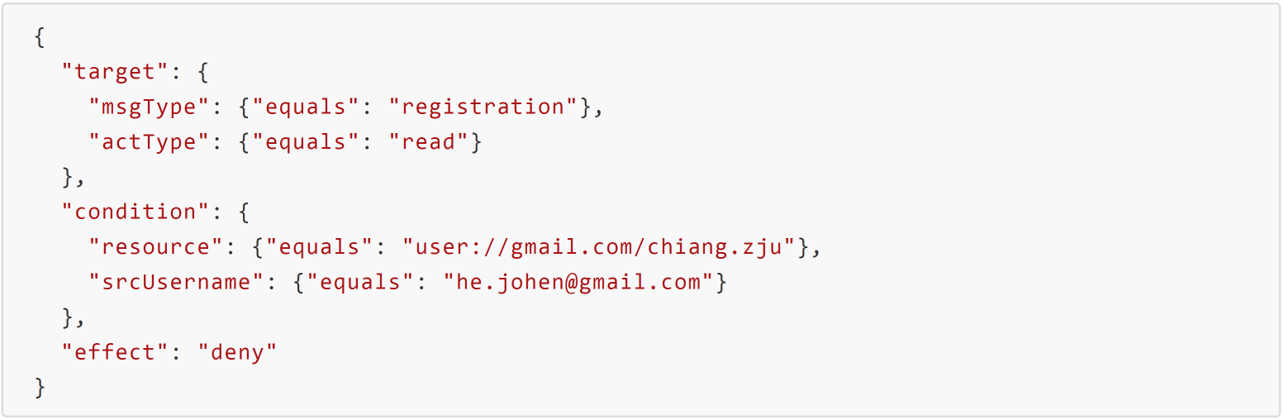 {
  "target": {
    "msgType": {"equals": "registration"},
    "actType": {"equals": "read"}
  },
  "condition": {
    "resource": {"equals": "user://gmail.com/chiang.zju"},
    "srcUsername": {"equals": "he.johen@gmail.com"}
  },
  "effect": "deny"
}